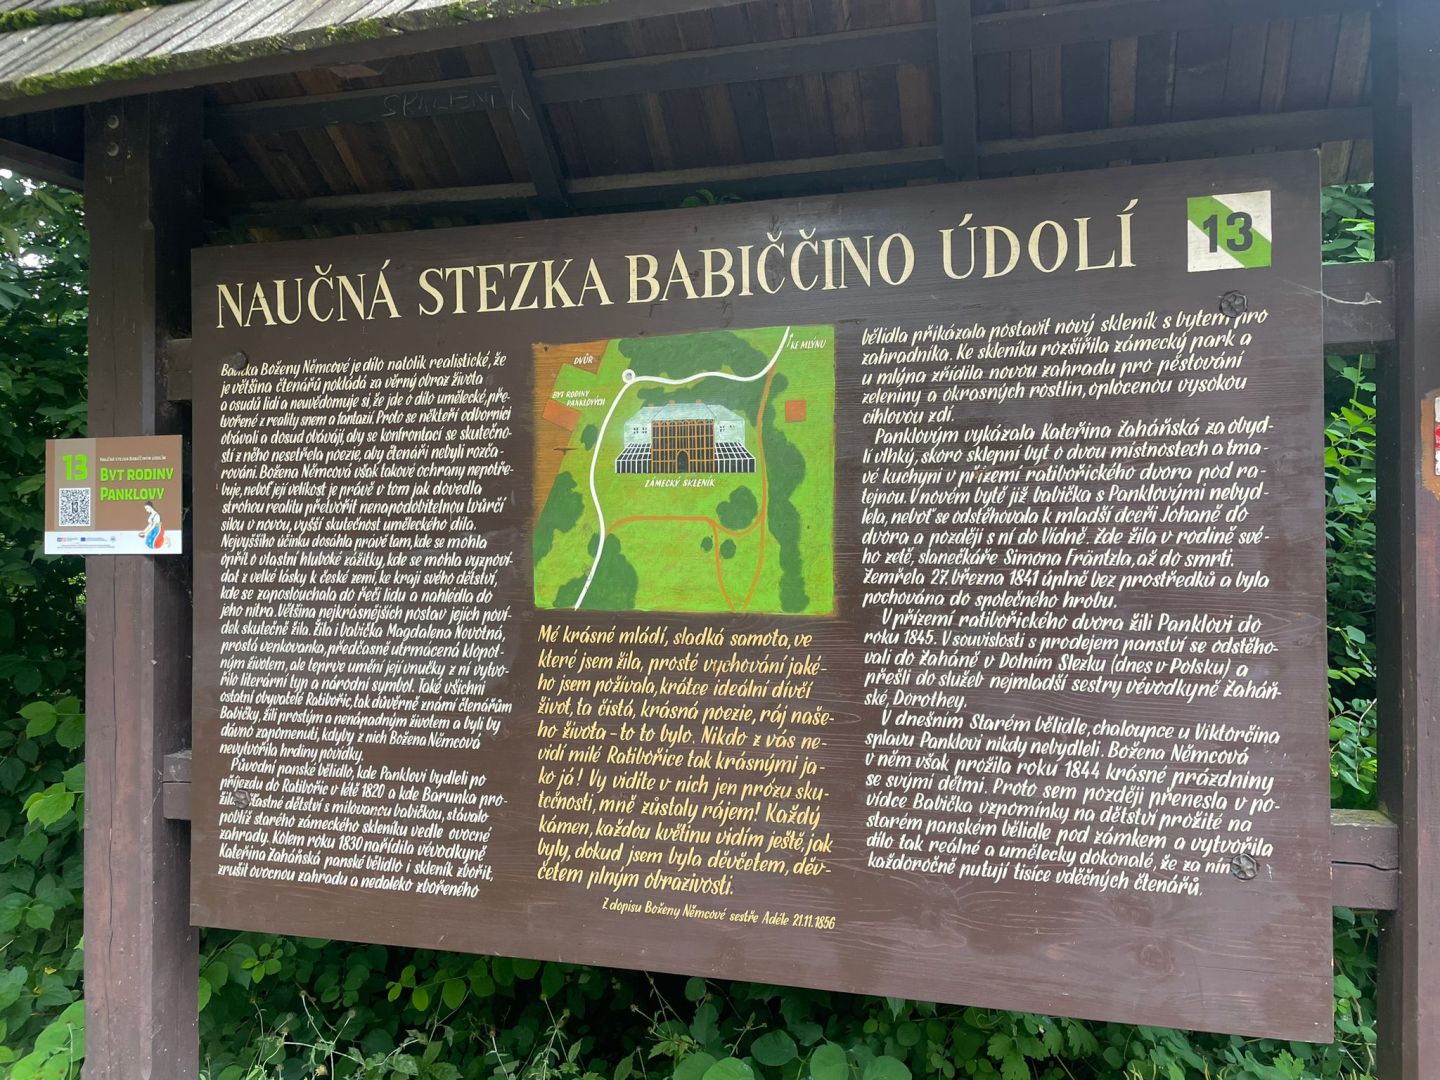 SKLENÍK
NAUČNÁ STEZKA BABIČČINO ÚDOLÍ
13
Babička Boženy Němcové je dílo natolik realistické, že
je většina čtenářů pokládá za věrný obraz života
a osudů lidí a neuvědomuje si, že jde o dílo umělecké, pře-
tvořené z reality snem a fantazií. Proto se někteří odborníci
obávali a dosud obávají, aby se konfrontací se skutečno-
stí z něho nesetřela poezie, aby čtenáři nebyli rozča-
rováni. Božena Němcová však takové ochrany nepotře-
buje, neboť její velikost je právě v tom jak dovedla
strohou realitu přetvořit nenapodobitelnou tvůrčí
silou v novou, vyšší skutečnost uměleckého díla.
Nejvyššího účinku dosáhla právě tam, kde se mohla
opřít o vlastní hluboké zážitky, kde se mohla vyzpoví-
dat z velké lásky k české zemi, ke kraji svého dětství,
kde se zaposlouchala do řeči lidu a nahlédla do
jeho nitra. Většina nejkrásnějších postav jejich poví-
dek skutečně žila. Žila i babička Magdalena Novotná,
prostá venkovanka, předčasně utrmácená klopot-
ným životem, ale teprve umění její vnučky z ní vytvo-
řilo literární typ a národní symbol. Také všichni
ostatní obyvatelé Ratibořic, tak důvěrně známí čtenářům
Babičky, žili prostým a nenápadným životem a byli by
dávno zapomenuti, kdyby z nich Božena Němcová
nevytvořila hrdiny povídky.
Původní panské bělidlo, kde Panklovi bydleli po
příjezdu do Ratibořic v létě 1820 a kde Barunka pro-
žila šťastné dětství s milovanou babičkou, stávalo
poblíž starého zámeckého skleníku vedle ovocné
zahrady. Kolem roku 1830 nařídila vévodkyně
Kateřina Zaháňská panské bělidlo i skleník zbořit,
zrušit ovocnou zahradu a nedaleko zbořeného
DVŮR
KE MLÝNU
BYT RODINY
PANKLOVÝCH
ZÁMECKÝ SKLENÍK
Mé krásné mládí, sladká samota, ve
které jsem žila, prosté vychování jaké-
ho jsem požívala, krátce ideální dívčí
život, ta čistá, krásná poezie, ráj naše-
ho života - to to bylo. Nikdo z vás ne-
vidí milé Ratibořice tak krásnými ja-
ko já! Vy vidíte v nich jen prózu sku-
tečnosti, mně zůstaly rájem! Každý
kámen, každou květinu vidím ještě, jak
byly, dokud jsem byla děvčetem, děv-
četem plným obrazivosti.
Z dopisu Boženy Němcové sestře Adéle 21.11.1856
bělidla přikázala postavit nový skleník s bytem pro
zahradníka. Ke skleníku rozšířila zámecký park a
u mlýna zřídila novou zahradu pro pěstování
zeleniny a okrasných rostlin, oplocenou vysokou
cihlovou zdí.
Panklovým vykázala Kateřina Zaháňská za obyd-
lí vlhký, skoro sklepní byt o dvou místnostech a tma-
vé kuchyni v přízemí ratibořického dvora pod ra-
tejnou. V novém bytě již babička s Panklovými nebyd-
lela, neboť se odstěhovala k mladší dceři Johaně do
dvora a později s ní do Vídně. Zde žila v rodině své-
ho zetě, slanečkáře Simona Fräntzla, až do smrti.
Zemřela 27. března 1841 úplně bez prostředků a byla
pochována do společného hrobu.
V přízemí ratibořického dvora žili Panklovi do
roku 1845. V souvislosti s prodejem panství se odstěho-
vali do Zaháně v Dolním Slezku (dnes v Polsku) a
přešli do služeb nejmladší sestry vévodkyně Zaháň-
ské, Dorothey.
V dnešním Starém bělidle, chaloupce u Viktorčina
splavu Panklovi nikdy nebydleli. Božena Němcová
v něm však prožila roku 1844 krásné prázdniny
se svými dětmi. Proto sem později přenesla v po-
vídce Babička vzpomínky na dětství prožité na
starém panském bělidle pod zámkem a vytvořila
dílo tak reálné a umělecky dokonalé, že za ním
každoročně putují tisíce vděčných čtenářů.
NAUČNÁ STEZKA BABIČČINÝM ÚDOLÍM
13 BYT RODINY
PANKLOVY